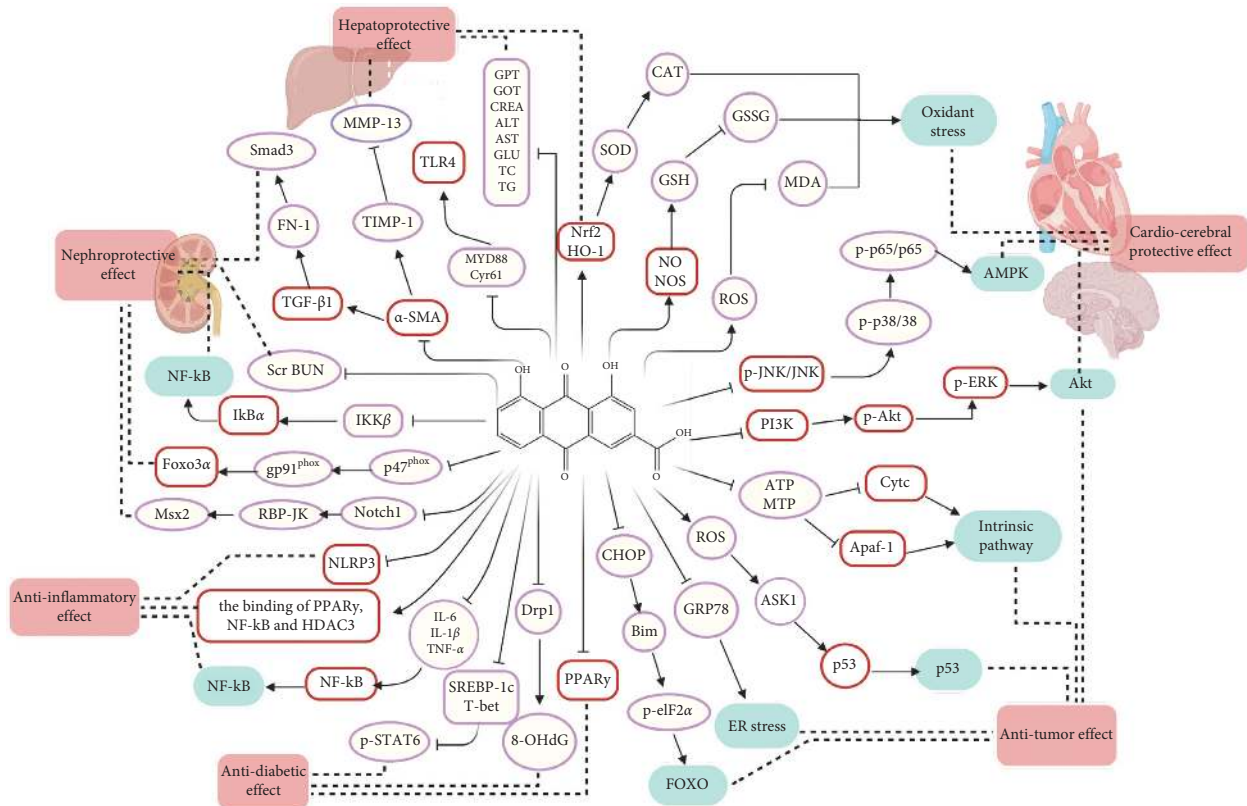 Hepatoprotective
effect
GPT
GOT
CREA
ALT
AST
GLU
TC
TG
CAT
GSSG
Oxidant
stress
MMP-13
SOD
Smad3
TLR4
GSH
MDA
TIMP-1
FN-1
Nrf2
HO-1
Cardio-cerebral
protective effect
Nephroprotective
effect
MYD88
Cyr61
NO
NOS
p-p65/p65
AMPK
TGF-β1
α-SMA
ROS
p-p38/38
NF-kB
Scr BUN
OH
O
OH
p-JNK/JNK
p-ERK
Akt
IkBα
IKKβ
PI3K
p-Akt
OH
O
O
Foxo3α
gp91phox
p47phox
ATP
MTP
Cytc
Msx2
RBP-JK
Notch1
ROS
Intrinsic
pathway
CHOP
Apaf-1
NLRP3
Anti-inflammatory
effect
the binding of PPARy,
NF-kB and HDAC3
IL-6
IL-1β
TNF-α
Drp1
GRP78
ASK1
Bim
p53
p53
NF-kB
NF-kB
SREBP-1c
T-bet
PPARy
p-elF2α
ER stress
Anti-tumor effect
p-STAT6
8-OHdG
Anti-diabetic
effect
FOXO